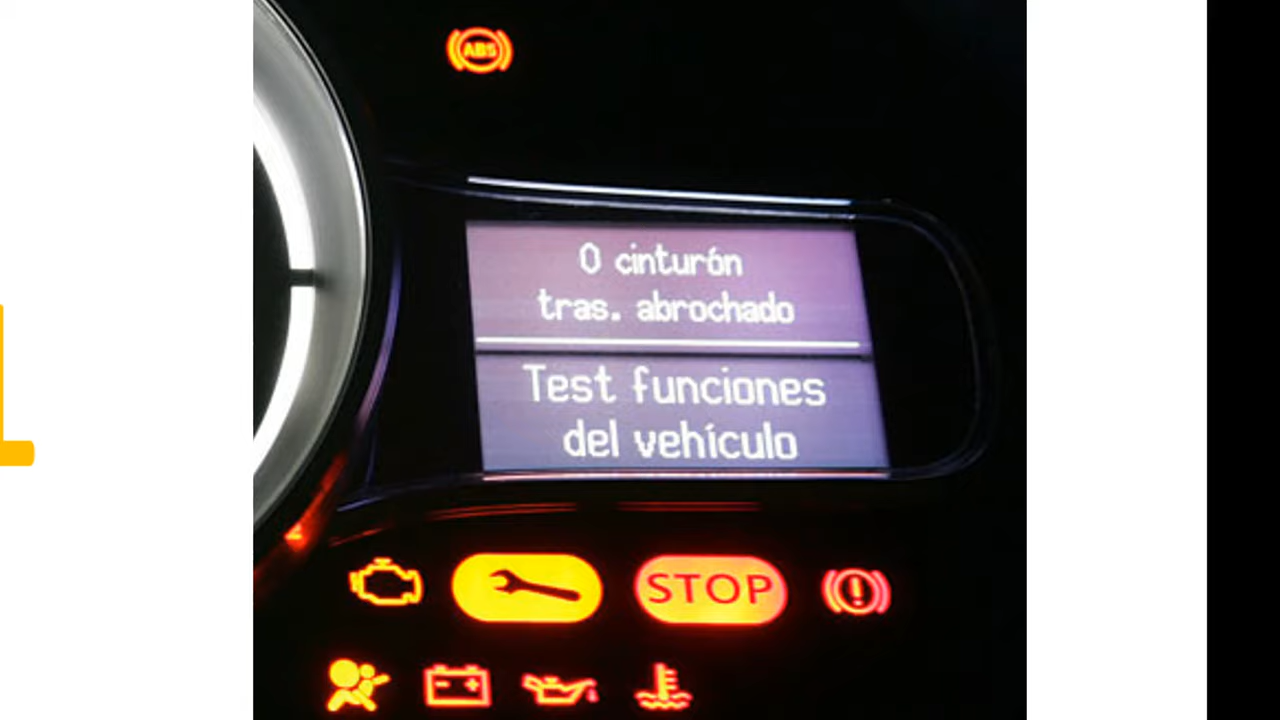 ABS
0 cinturón
tras. abrochado
Test funciones
del vehículo
STOP